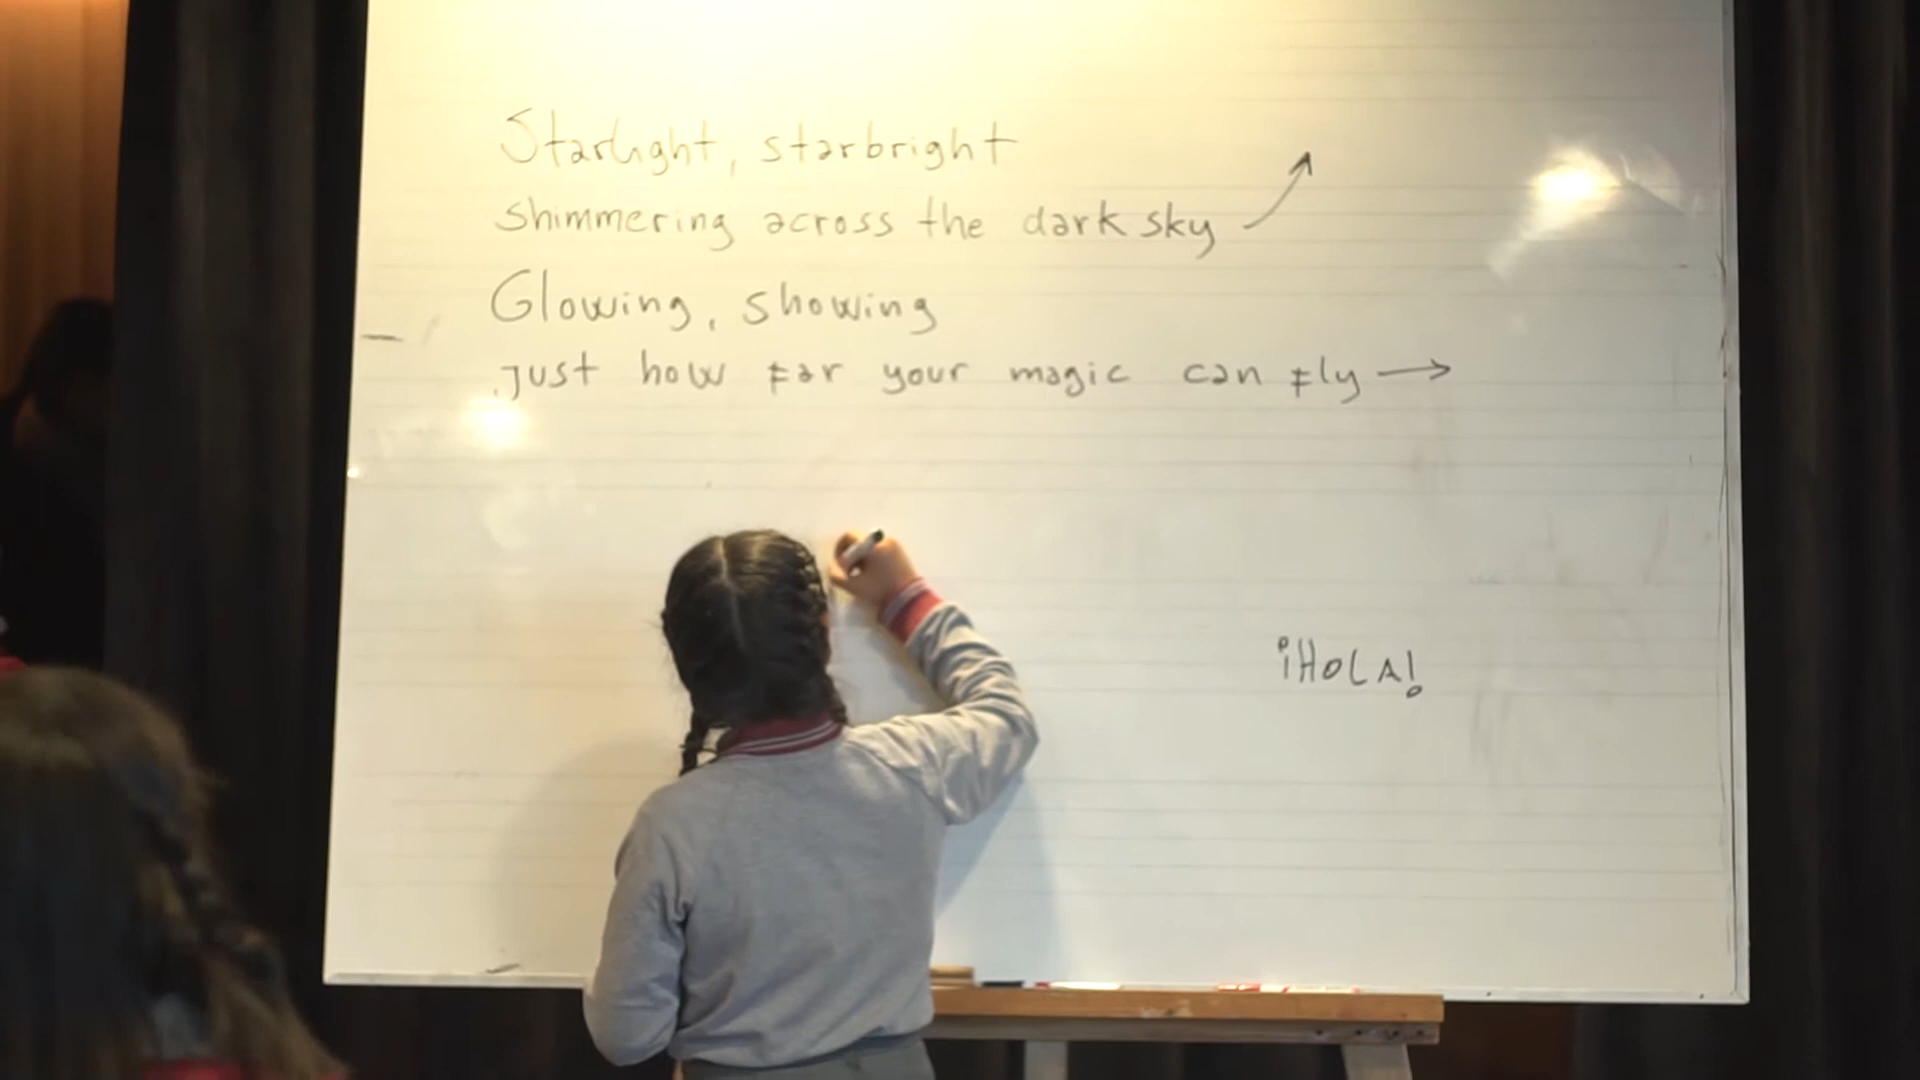 Starlight, starbright
shimmering across the dark sky
Glowing, showing
just how far your magic can fly →
¡HOLA!